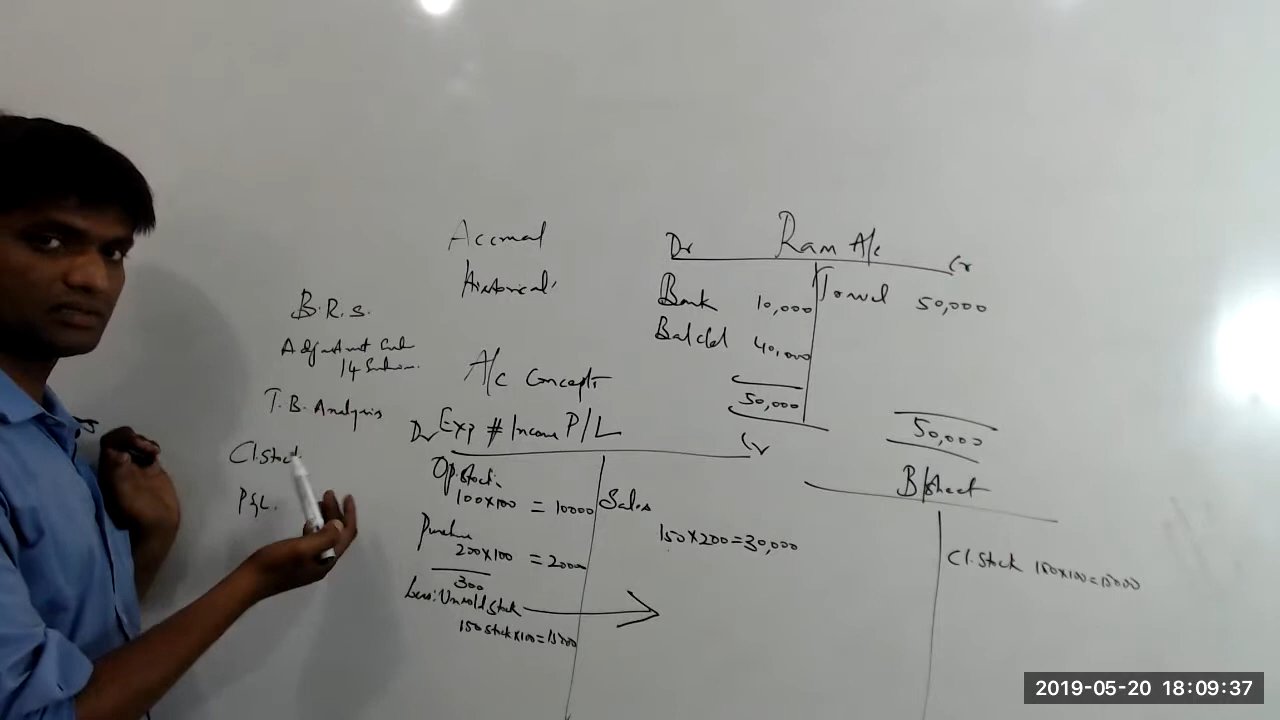 Accrual
Historical
B.R.S.
Adjustment
14
T.B. Analysis
Cl.stock
P&L.
A/c Concept
Dr Ram A/c Cr
Bank 10,000
50,000
Bal c/d 40,000
50,000
50,000
Dr Exp # Income P/L Cr
Op.stock:
100x100 = 10000
Sales
150x200=30,000
Purchase
200x100 = 20000
300
Less: Unsold stock
150 stock x100=15000
B/sheet
Cl.stock 150x100=15000
2019-05-20 18:09:37